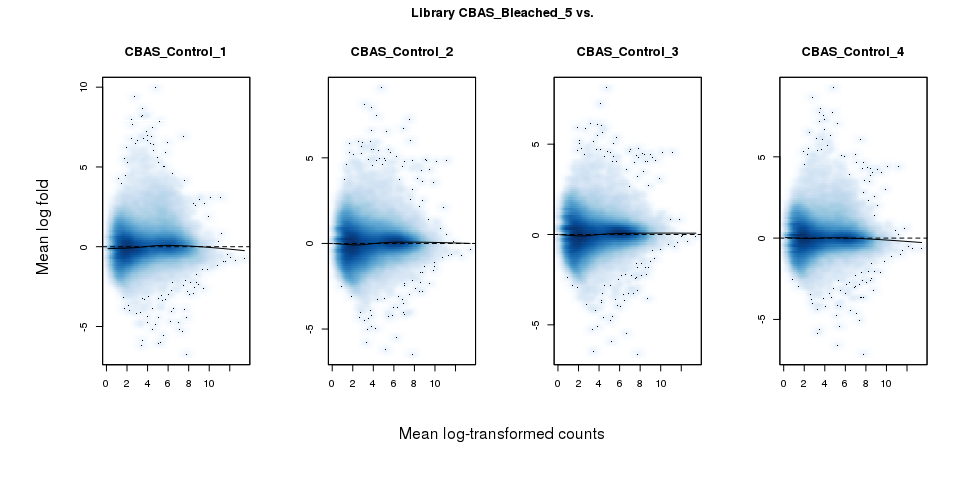 Library CBAS_Bleached_5 vs.
CBAS_Control_1
CBAS_Control_2
CBAS_Control_3
CBAS_Control_4
Mean log fold
10
5
0
-5
0 2 4 6 8 10
5
0
-5
0 2 4 6 8 10
5
0
-5
0 2 4 6 8 10
5
0
-5
0 2 4 6 8 10
Mean log-transformed counts